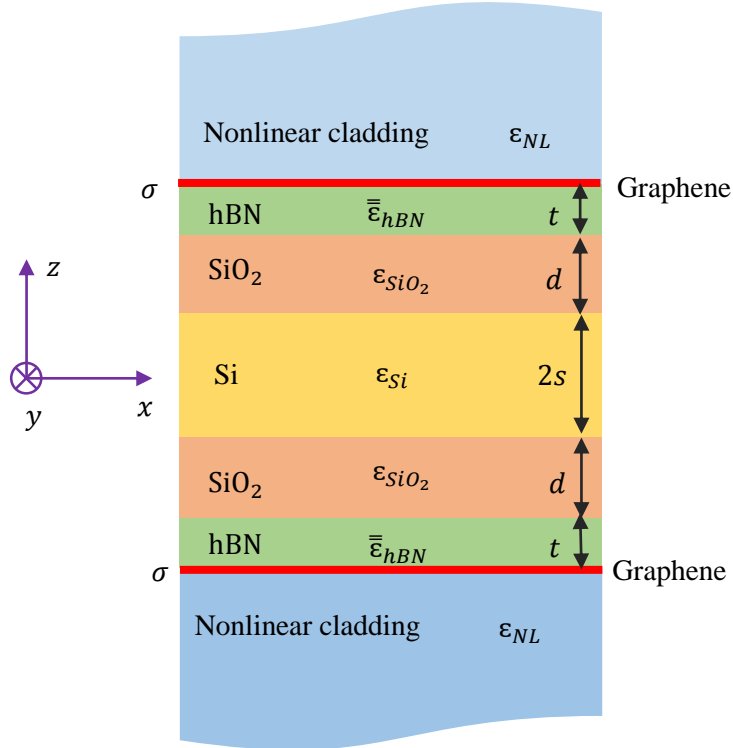 Nonlinear cladding ε_NL
σ Graphene
hBN ε̿_hBN t
z
SiO₂ ε_SiO₂ d
Si ε_Si 2s
y x
SiO₂ ε_SiO₂ d
hBN ε̿_hBN t
σ Graphene
Nonlinear cladding ε_NL